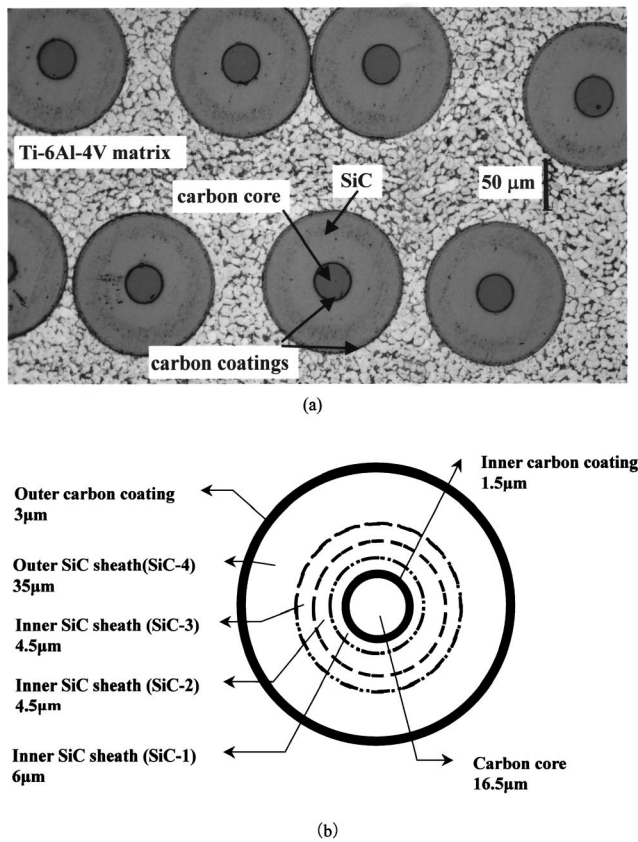 Ti-6Al-4V matrix
SiC
carbon core
50 μm
carbon coatings
(a)
Inner carbon coating
1.5μm
Outer carbon coating
3μm
Outer SiC sheath(SiC-4)
35μm
Inner SiC sheath (SiC-3)
4.5μm
Inner SiC sheath (SiC-2)
4.5μm
Inner SiC sheath (SiC-1)
6μm
Carbon core
16.5μm
(b)